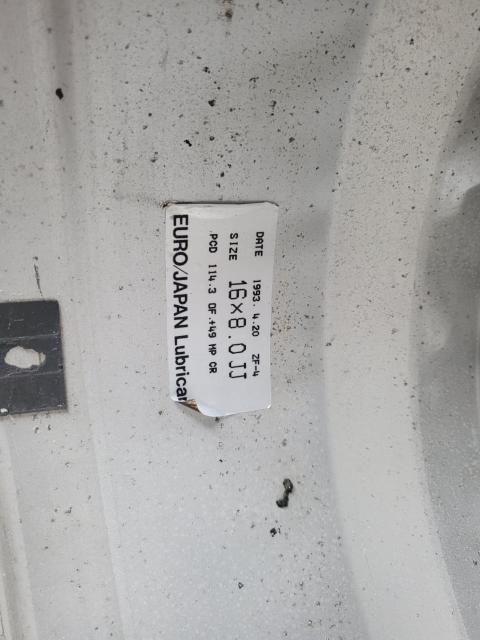 DATE 1993. 4.20 ZF-4
SIZE 16×8.0JJ
PCD 114.3 OF.+49 HP CR
EURO/JAPAN